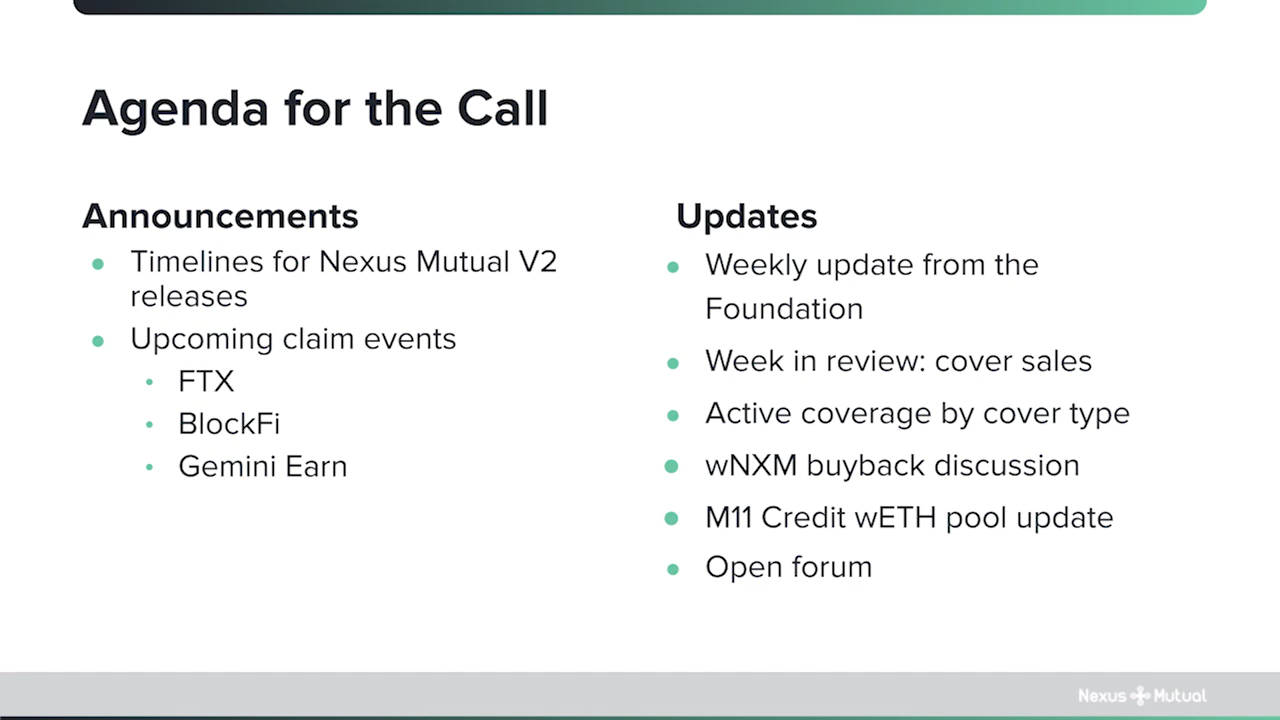 Agenda for the Call
Announcements
Timelines for Nexus Mutual V2
releases
Upcoming claim events
FTX
BlockFi
Gemini Earn
Updates
Weekly update from the
Foundation
Week in review: cover sales
Active coverage by cover type
wNXM buyback discussion
M11 Credit wETH pool update
Open forum
Nexus Mutual